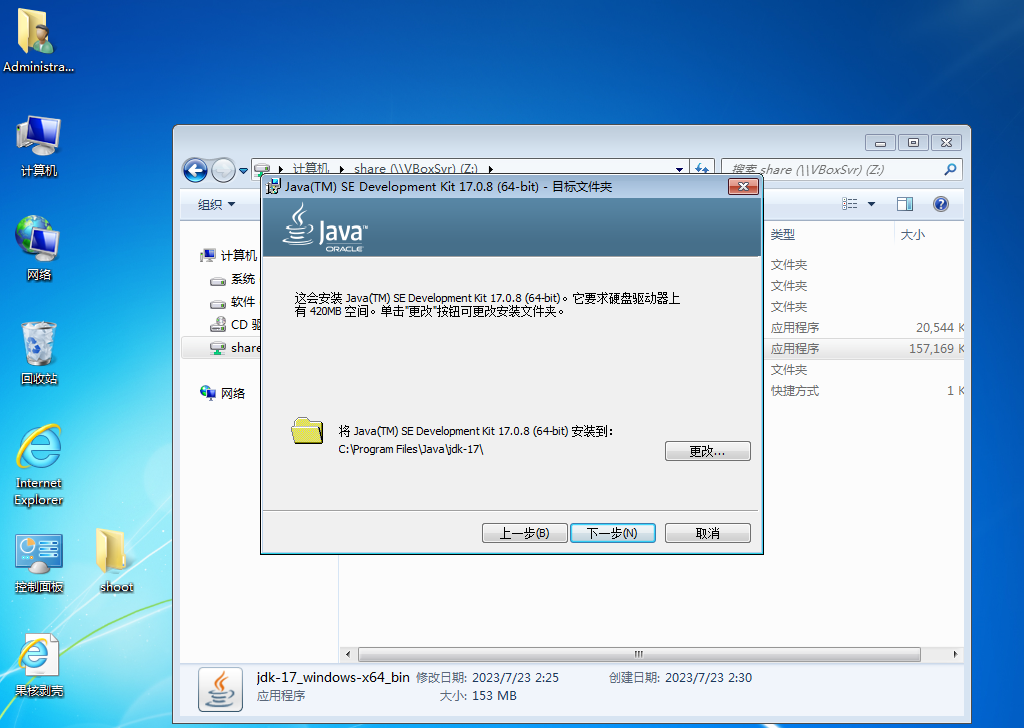 Administra...
计算机
网络
回收站
Internet
Explorer
控制面板
shoot
果核剥壳
计算机 share (\\VBoxSvr) (Z:)
搜索 share (\\VBoxSvr) (Z:)
组织
计算机
系统
软件
CD 驱
share
网络
类型 大小
文件夹
文件夹
文件夹
应用程序 20,544 K
应用程序 157,169 K
文件夹
快捷方式 1 K
Java(TM) SE Development Kit 17.0.8 (64-bit) - 目标文件夹
Java™
ORACLE
这会安装 Java(TM) SE Development Kit 17.0.8 (64-bit)。它要求硬盘驱动器上
有 420MB 空间。单击"更改"按钮可更改安装文件夹。
将 Java(TM) SE Development Kit 17.0.8 (64-bit) 安装到:
C:\Program Files\Java\jdk-17\
更改...
上一步(B) 下一步(N) 取消
jdk-17_windows-x64_bin 修改日期: 2023/7/23 2:25 创建日期: 2023/7/23 2:30
应用程序 大小: 153 MB